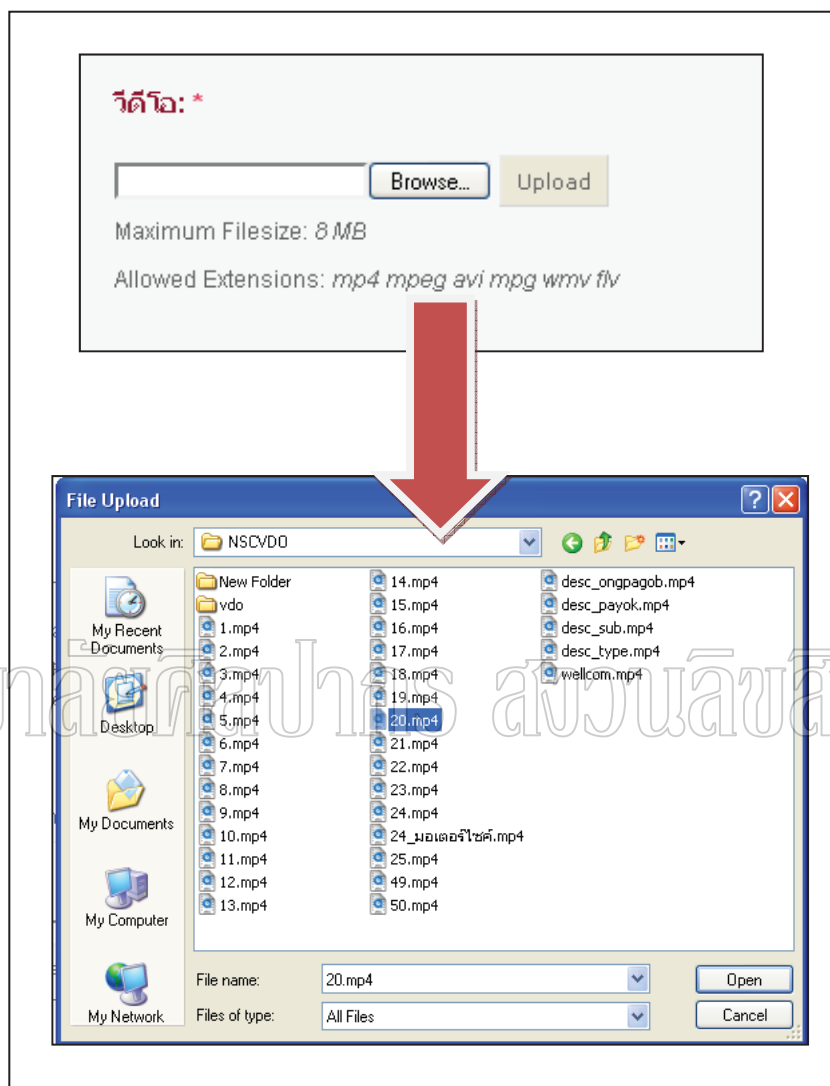 วีดีโอ: *
Browse... Upload
Maximum Filesize: 8 MB
Allowed Extensions: mp4 mpeg avi mpg wmv flv
File Upload
Look in: NSCVDO
My Recent Documents
Desktop
My Documents
My Computer
My Network
New Folder
vdo
1.mp4
2.mp4
3.mp4
4.mp4
5.mp4
6.mp4
7.mp4
8.mp4
9.mp4
10.mp4
11.mp4
12.mp4
13.mp4
14.mp4
15.mp4
16.mp4
17.mp4
18.mp4
19.mp4
20.mp4
21.mp4
22.mp4
23.mp4
24.mp4
24_มอเตอร์ไซค์.mp4
25.mp4
49.mp4
50.mp4
desc_ongpagob.mp4
desc_payok.mp4
desc_sub.mp4
desc_type.mp4
wellcom.mp4
File name: 20.mp4 Open
Files of type: All Files Cancel